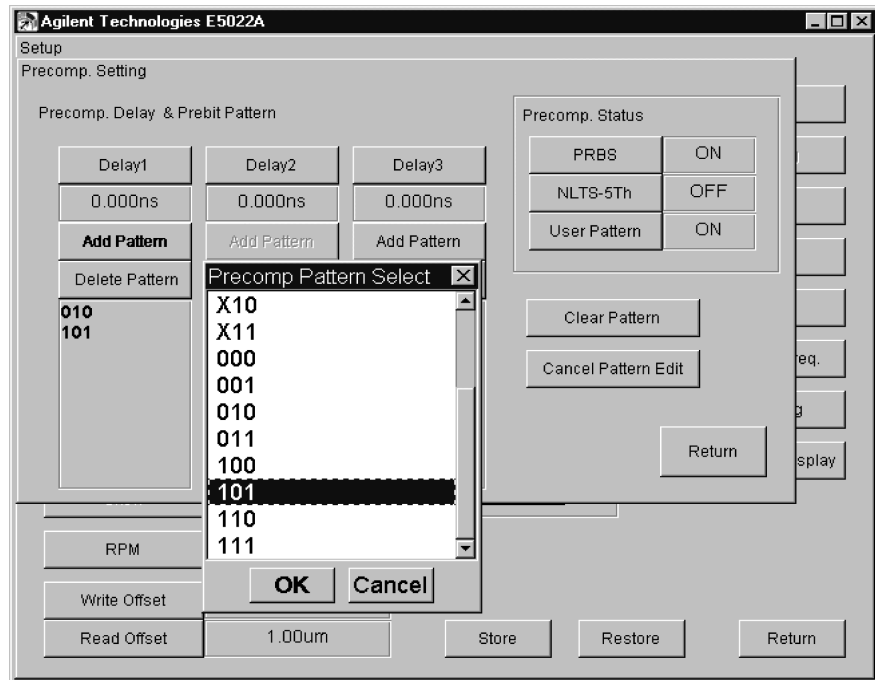 Agilent Technologies E5022A
Setup
Precomp. Setting
Precomp. Delay & Prebit Pattern
Precomp. Status
Delay1 Delay2 Delay3
PRBS ON
0.000ns 0.000ns 0.000ns
NLTS-5Th OFF
Add Pattern Add Pattern Add Pattern
User Pattern ON
Delete Pattern
010
101
Precomp Pattern Select
X10
X11
000
001
010
011
100
101
110
111
OK Cancel
Clear Pattern
Cancel Pattern Edit
Return
eq.
g
splay
RPM
Write Offset
Read Offset 1.00um
Store Restore Return